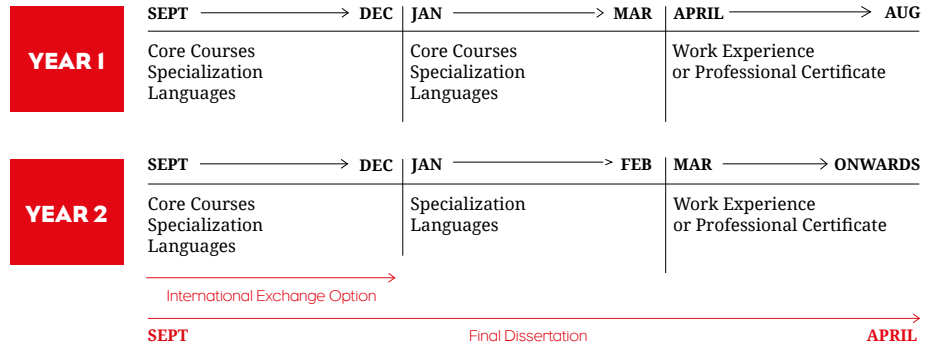 YEAR 1
SEPT DEC JAN MAR APRIL AUG
Core Courses
Specialization
Languages
Core Courses
Specialization
Languages
Work Experience
or Professional Certificate
YEAR 2
SEPT DEC JAN FEB MAR ONWARDS
Core Courses
Specialization
Languages
Specialization
Languages
Work Experience
or Professional Certificate
International Exchange Option
SEPT Final Dissertation APRIL